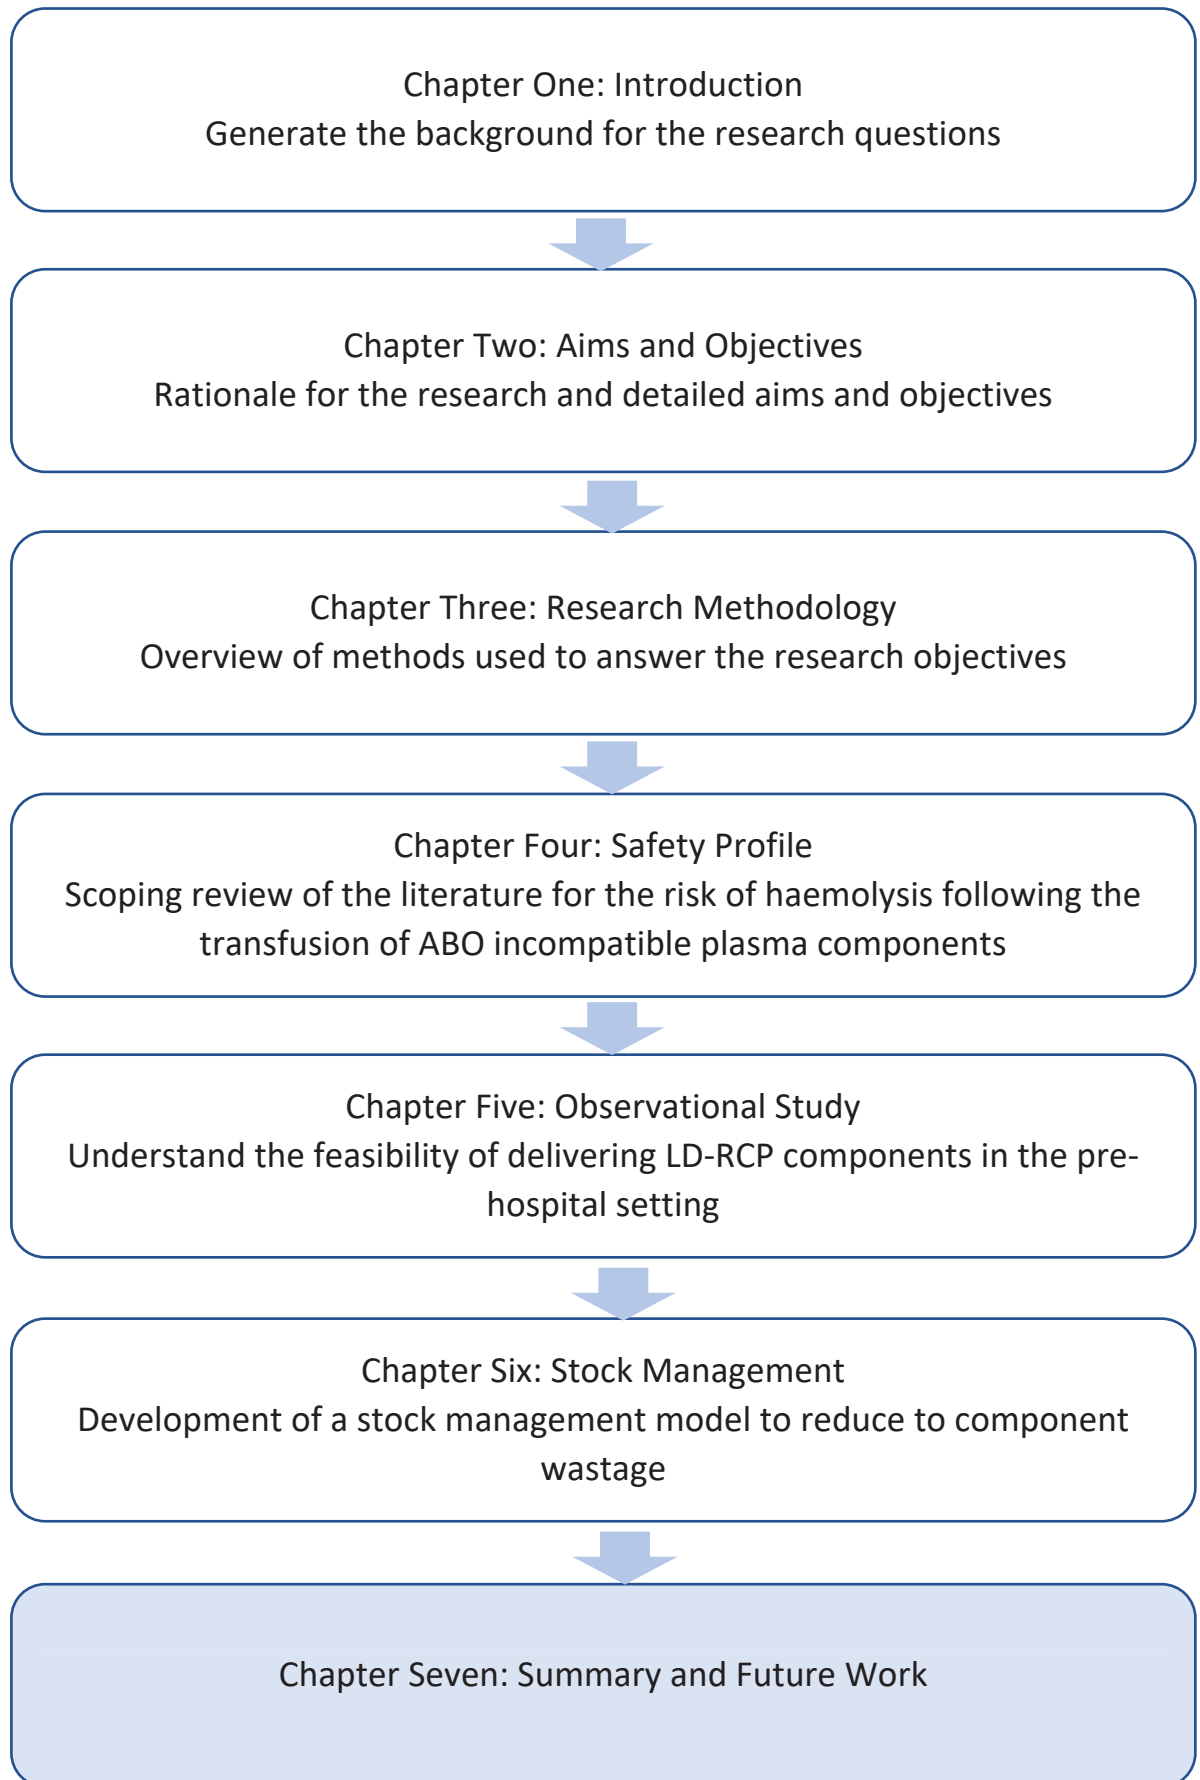 Chapter One: Introduction
Generate the background for the research questions
Chapter Two: Aims and Objectives
Rationale for the research and detailed aims and objectives
Chapter Three: Research Methodology
Overview of methods used to answer the research objectives
Chapter Four: Safety Profile
Scoping review of the literature for the risk of haemolysis following the
transfusion of ABO incompatible plasma components
Chapter Five: Observational Study
Understand the feasibility of delivering LD-RCP components in the pre-
hospital setting
Chapter Six: Stock Management
Development of a stock management model to reduce to component
wastage
Chapter Seven: Summary and Future Work